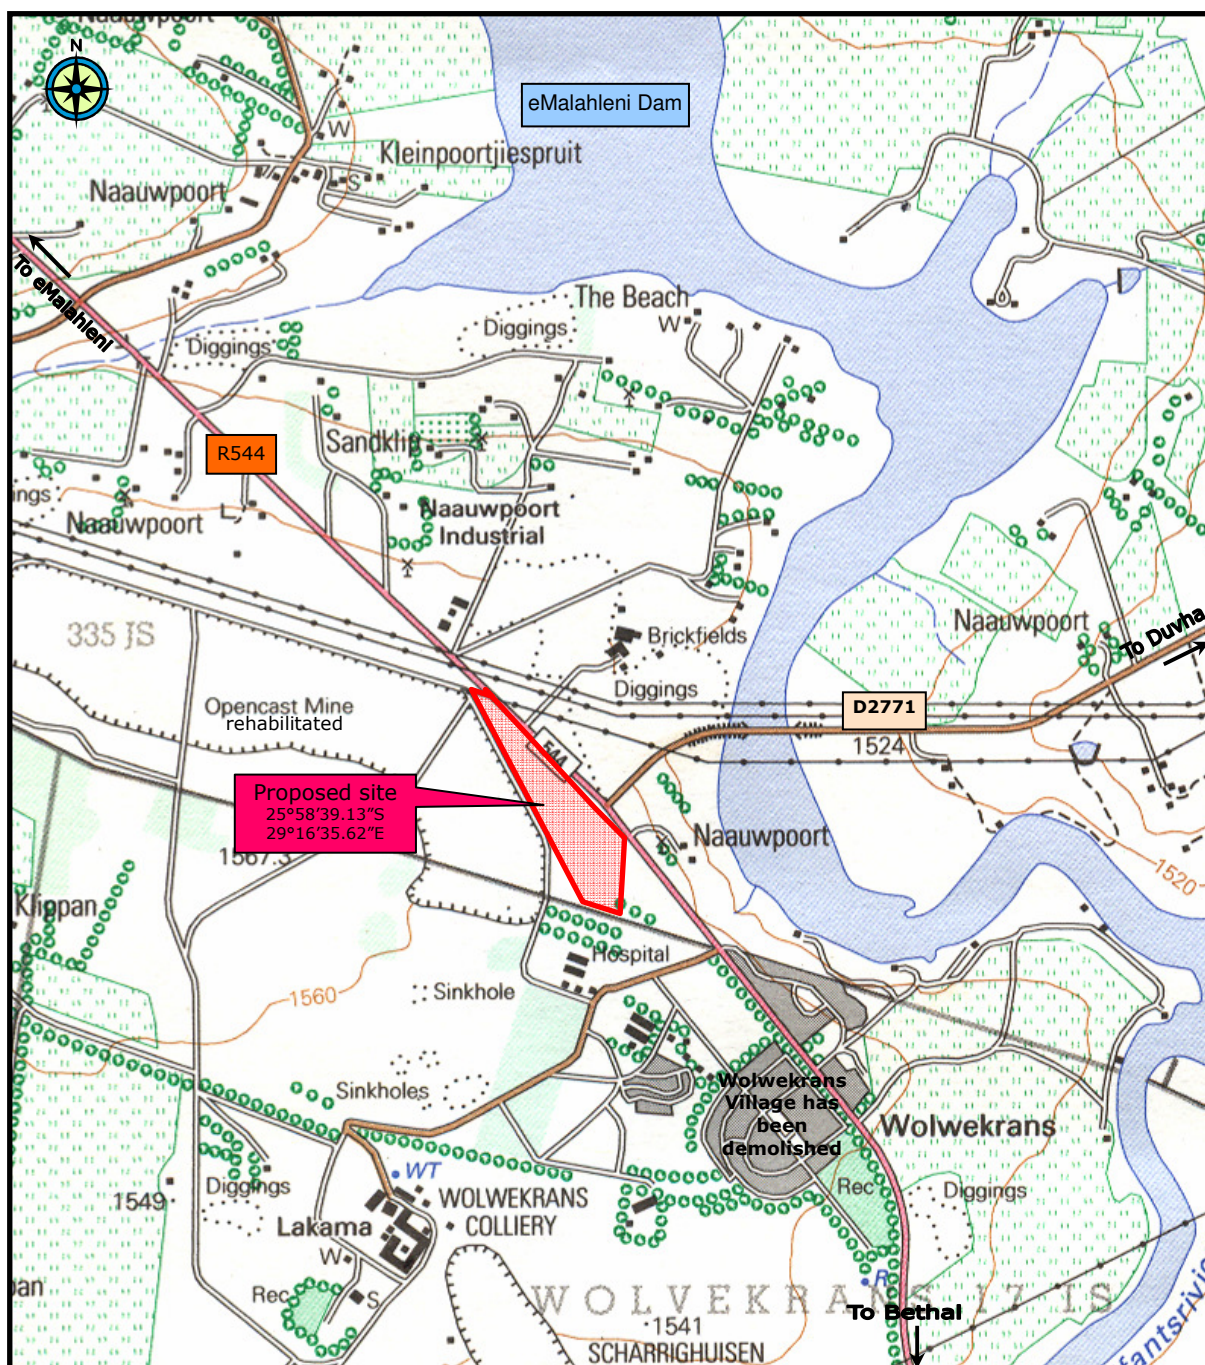 Naauwpoort
N
eMalahleni Dam
W
Kleinpoortjiespruit
Naauwpoort
S
To eMalahleni
The Beach
W
Diggings
Diggings
R544
Sandklip
Naauwpoort
Naauwpoort
Industrial
335 JS
Brickfields
Naauwpoort
To Duvha
Diggings
Opencast Mine
rehabilitated
D2771
1524
544
Proposed site
25°58'39.13"S
29°16'35.62"E
1567.3
Naauwpoort
1520
Klippan
Hospital
1560
Sinkhole
Sinkholes
Wolwekrans
Village has
been
demolished
Wolwekrans
WT
Diggings
1549
WOLWEKRANS
COLLIERY
Rec
Diggings
Lakama
W
Rec
S
R
WOLVEKRANS 17 IS
To Bethal
1541
SCHARRIGHUISEN